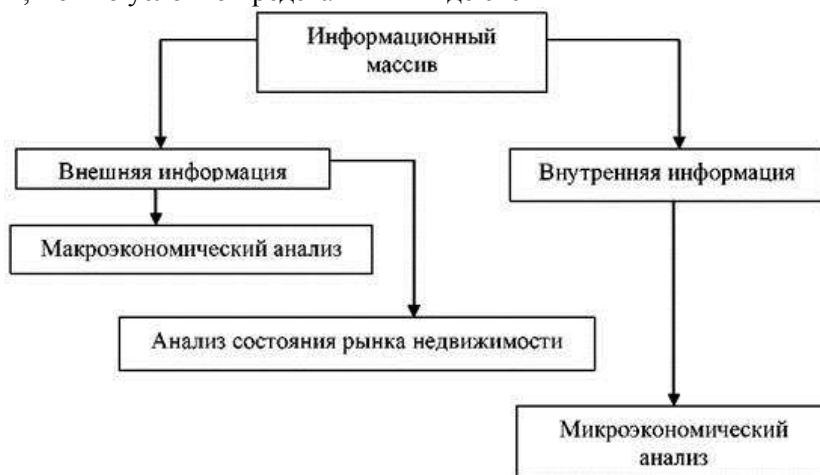 Информационный
массив
Внешняя информация
Внутренняя информация
Макроэкономический анализ
Анализ состояния рынка недвижимости
Микроэкономический
анализ